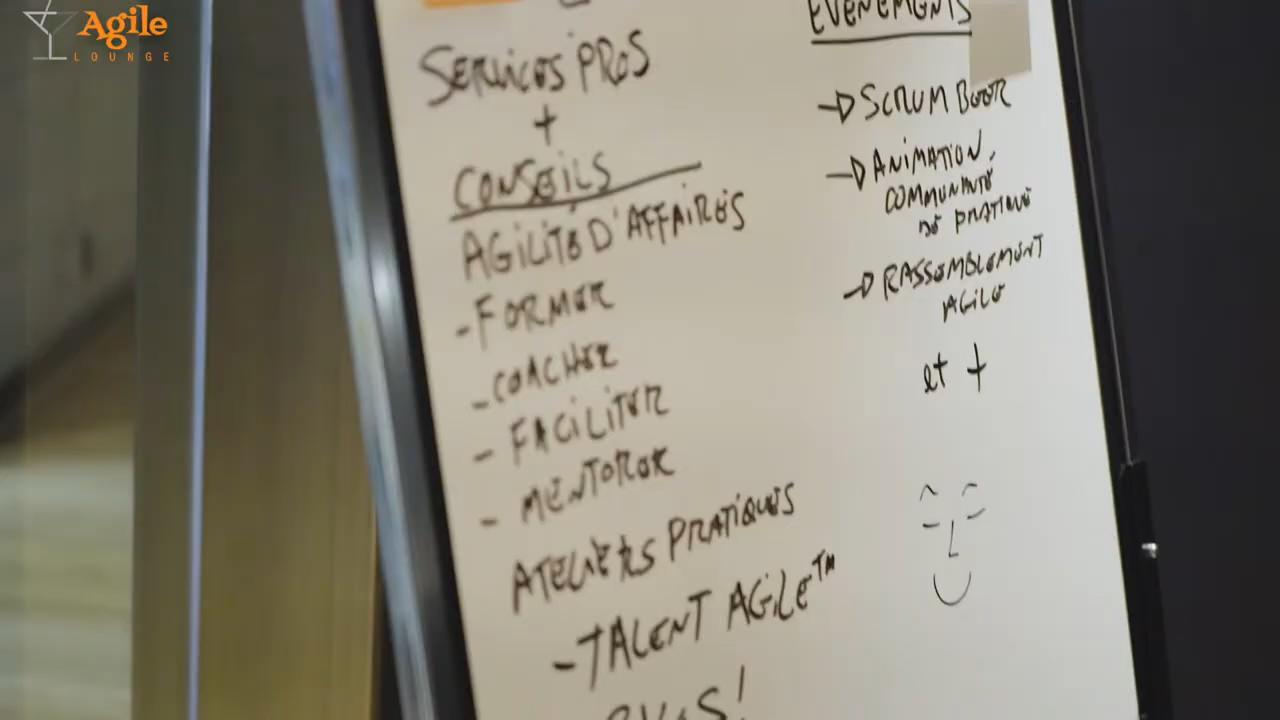 Agile
LOUNGE
SERVICES PROS
+
CONSEILS
AGILITÉ D'AFFAIRES
- FORMER
- COACHER
- FACILITER
- MENTORER
ATELIERS PRATIQUES
- TALENT AGILE™
ÉVÉNEMENTS
→ SCRUM BEER
→ ANIMATION,
COMMUNAUTÉ
DE PRATIQUE
→ RASSEMBLEMENT
AGILE
et +